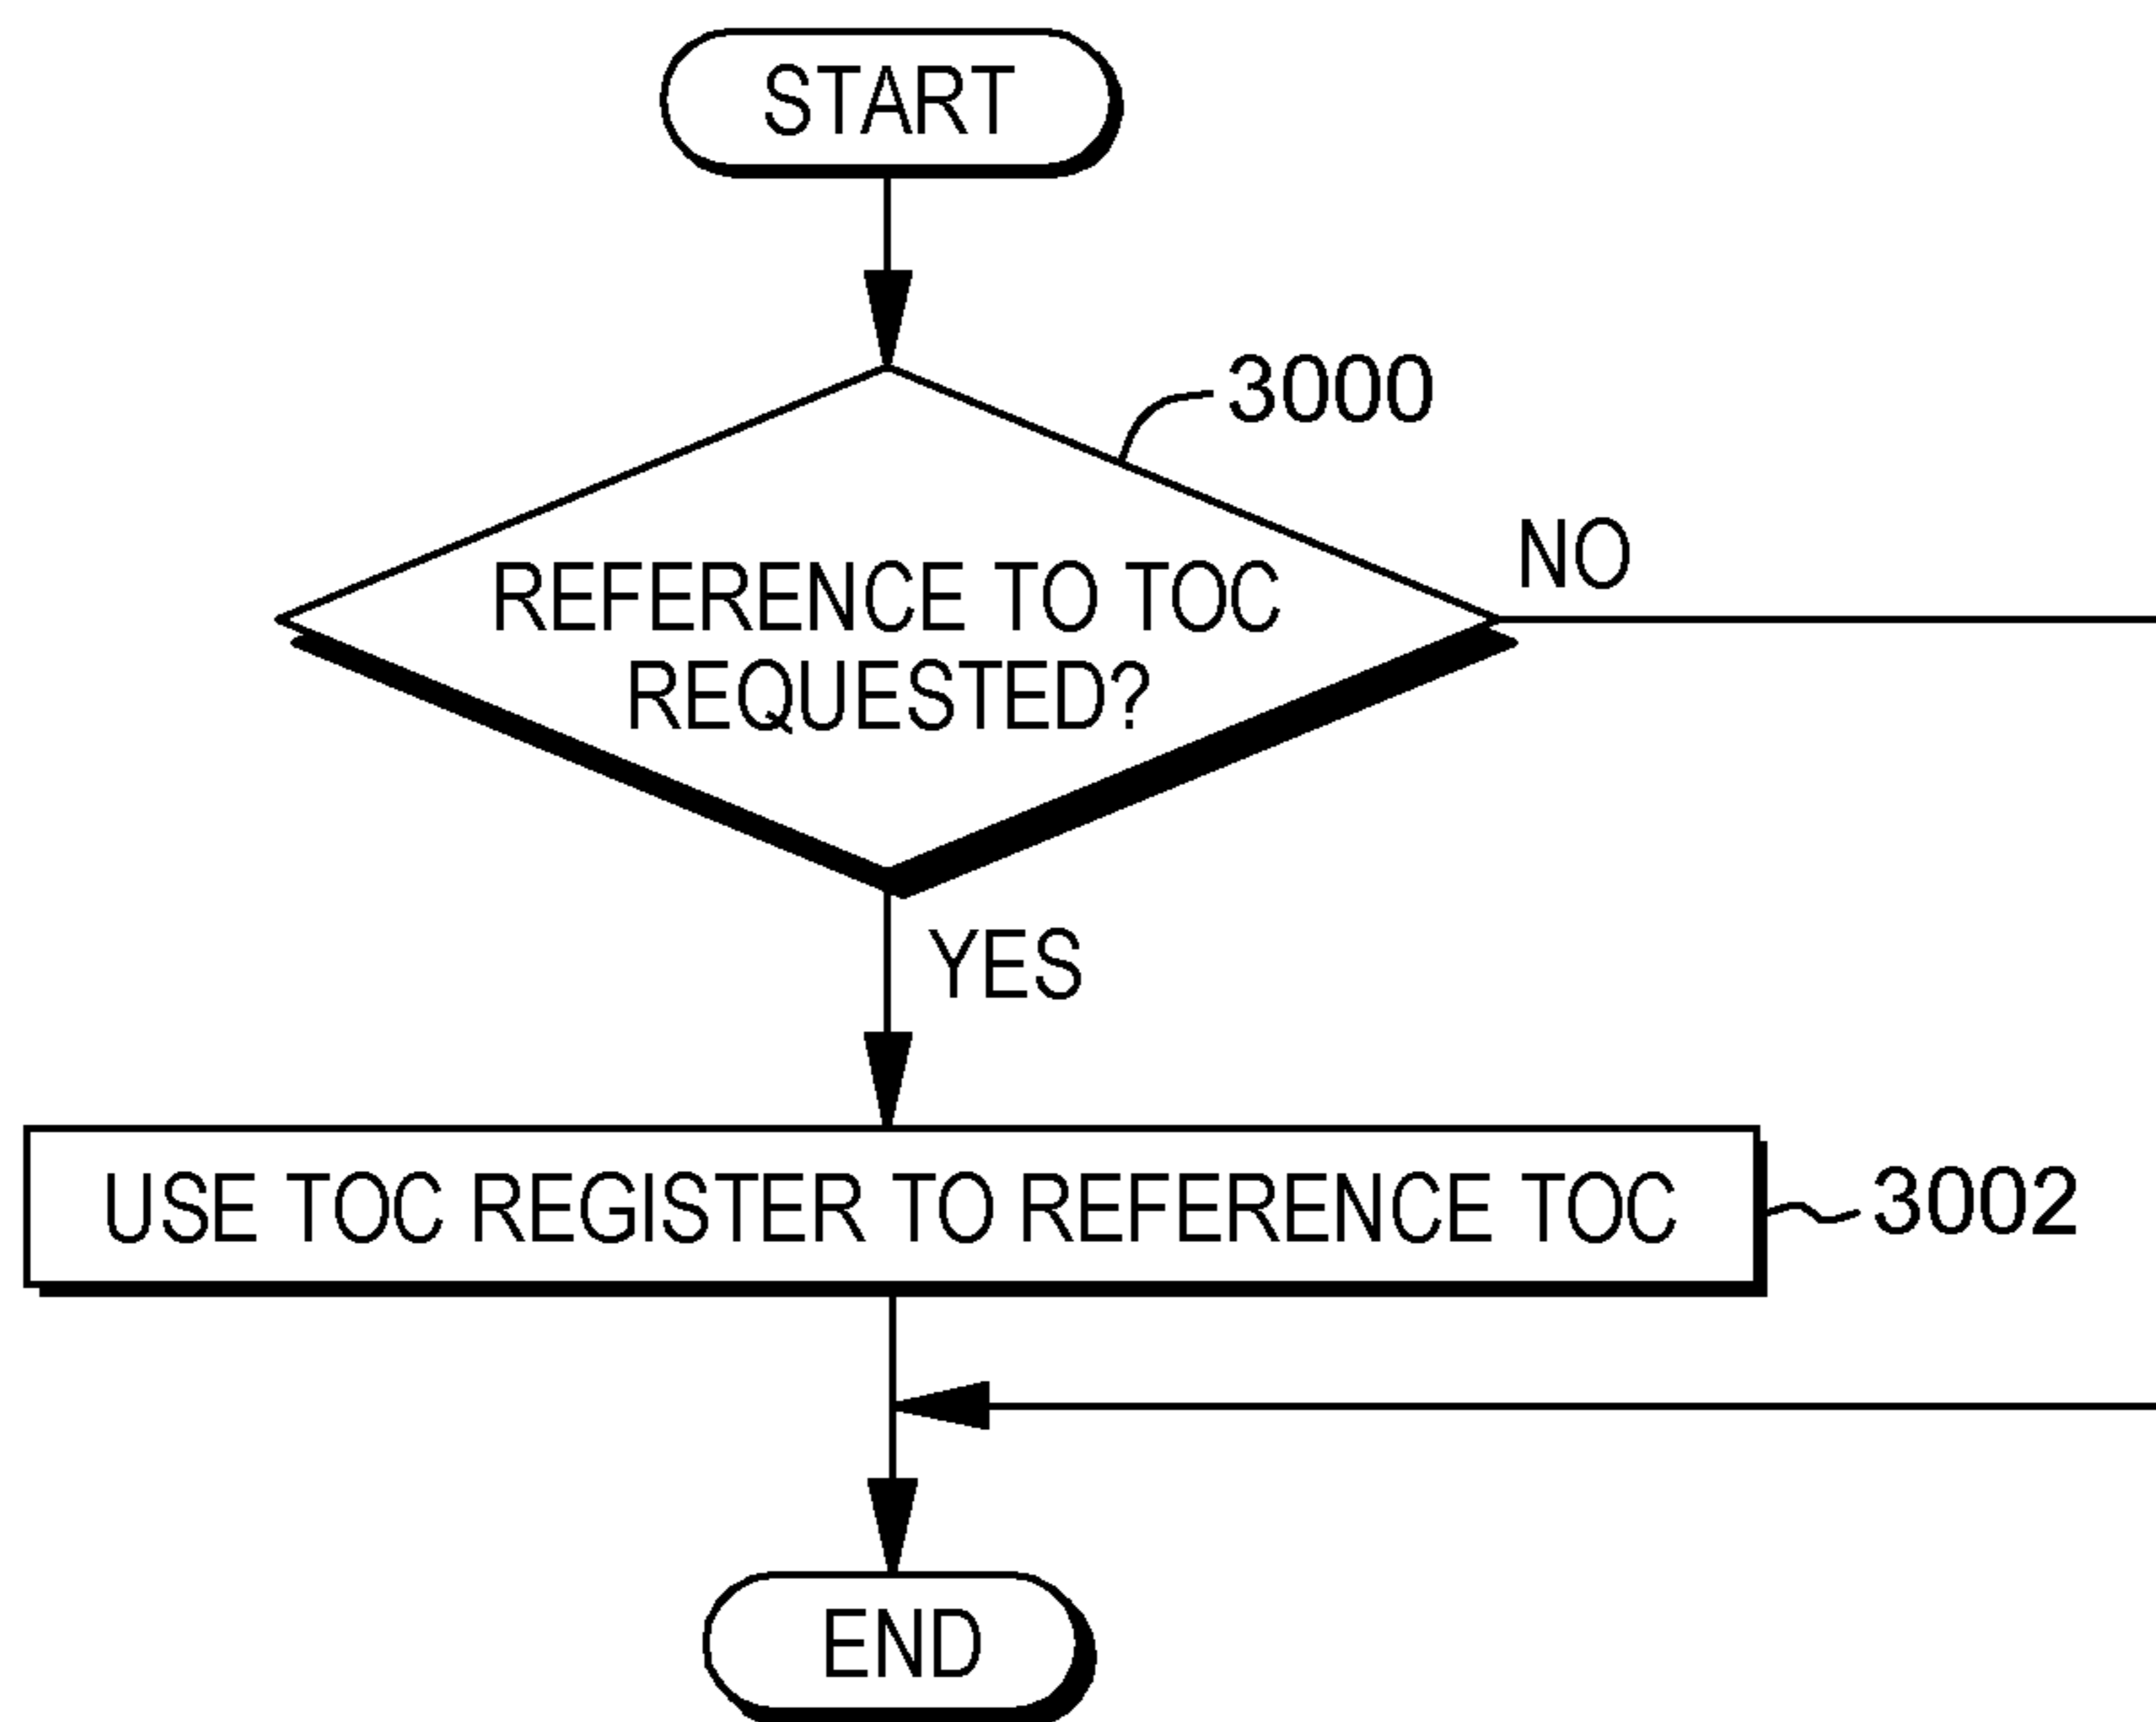 START
3000
NO
REFERENCE TO TOC
REQUESTED?
YES
USE TOC REGISTER TO REFERENCE TOC
3002
END